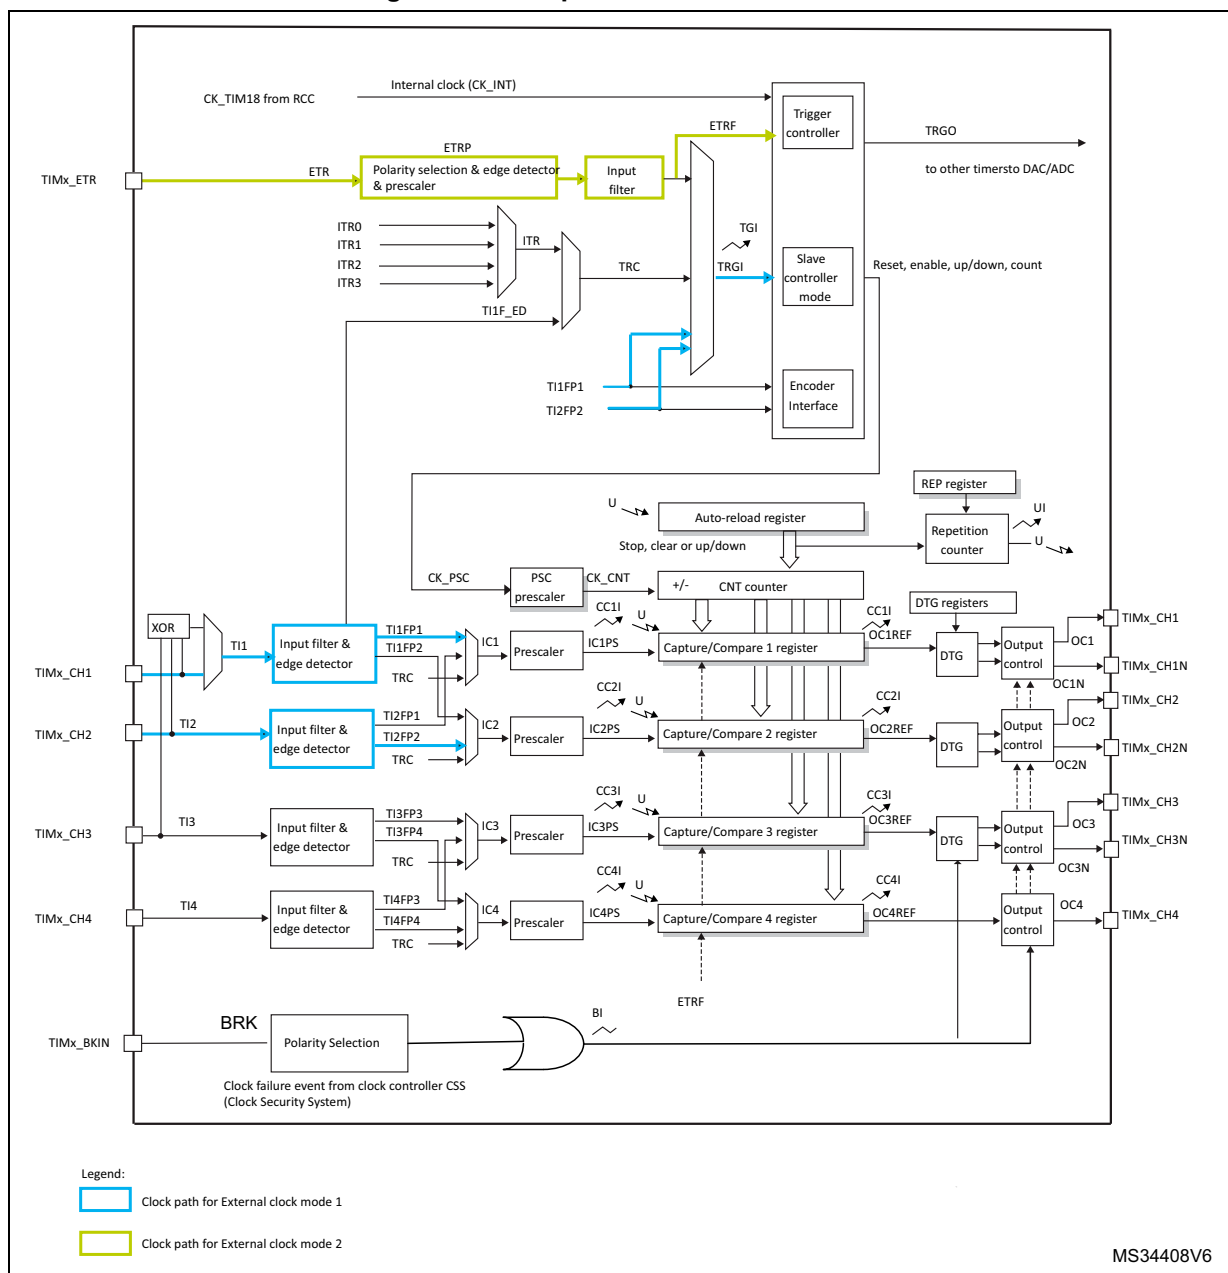 Internal clock (CK_INT)
CK_TIM18 from RCC
Trigger
controller
ETRF
TRGO
ETRP
TIMx_ETR
ETR
Polarity selection & edge detector
& prescaler
Input
filter
to other timersto DAC/ADC
ITR0
ITR1
ITR2
ITR3
ITR
TGI
TRC
TRGI
Slave
controller
mode
Reset, enable, up/down, count
TI1F_ED
TI1FP1
TI2FP2
Encoder
Interface
REP register
U
Auto-reload register
UI
Repetition
counter
U
Stop, clear or up/down
CK_PSC
PSC
prescaler
CK_CNT
+/-
CNT counter
DTG registers
XOR
TI1
TIMx_CH1
Input filter &
edge detector
TI1FP1
TI1FP2
TRC
IC1
Prescaler
IC1PS
CC1I
U
Capture/Compare 1 register
CC1I
OC1REF
DTG
Output
control
OC1
OC1N
TIMx_CH1
TIMx_CH1N
TIMx_CH2
TI2
Input filter &
edge detector
TI2FP1
TI2FP2
TRC
IC2
Prescaler
IC2PS
CC2I
U
Capture/Compare 2 register
CC2I
OC2REF
DTG
Output
control
OC2
OC2N
TIMx_CH2
TIMx_CH2N
TIMx_CH3
TI3
Input filter &
edge detector
TI3FP3
TI3FP4
TRC
IC3
Prescaler
IC3PS
CC3I
U
Capture/Compare 3 register
CC3I
OC3REF
DTG
Output
control
OC3
OC3N
TIMx_CH3
TIMx_CH3N
TIMx_CH4
TI4
Input filter &
edge detector
TI4FP3
TI4FP4
TRC
IC4
Prescaler
IC4PS
CC4I
U
Capture/Compare 4 register
CC4I
OC4REF
Output
control
OC4
TIMx_CH4
ETRF
TIMx_BKIN
BRK
Polarity Selection
BI
Clock failure event from clock controller CSS
(Clock Security System)
Legend:
Clock path for External clock mode 1
Clock path for External clock mode 2
MS34408V6